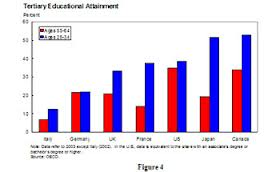 Tertiary Educational Attainment
Percent
60
50
40
30
20
10
0
Ages 55-64
Ages 25-34
Italy Germany UK France US Japan Canada
Note: Data refer to 2003 except Italy (2002). In the U.S., data is equivalent to the share with an associate's degree or
bachelor's degree or higher.
Source: OECD.
Figure 4